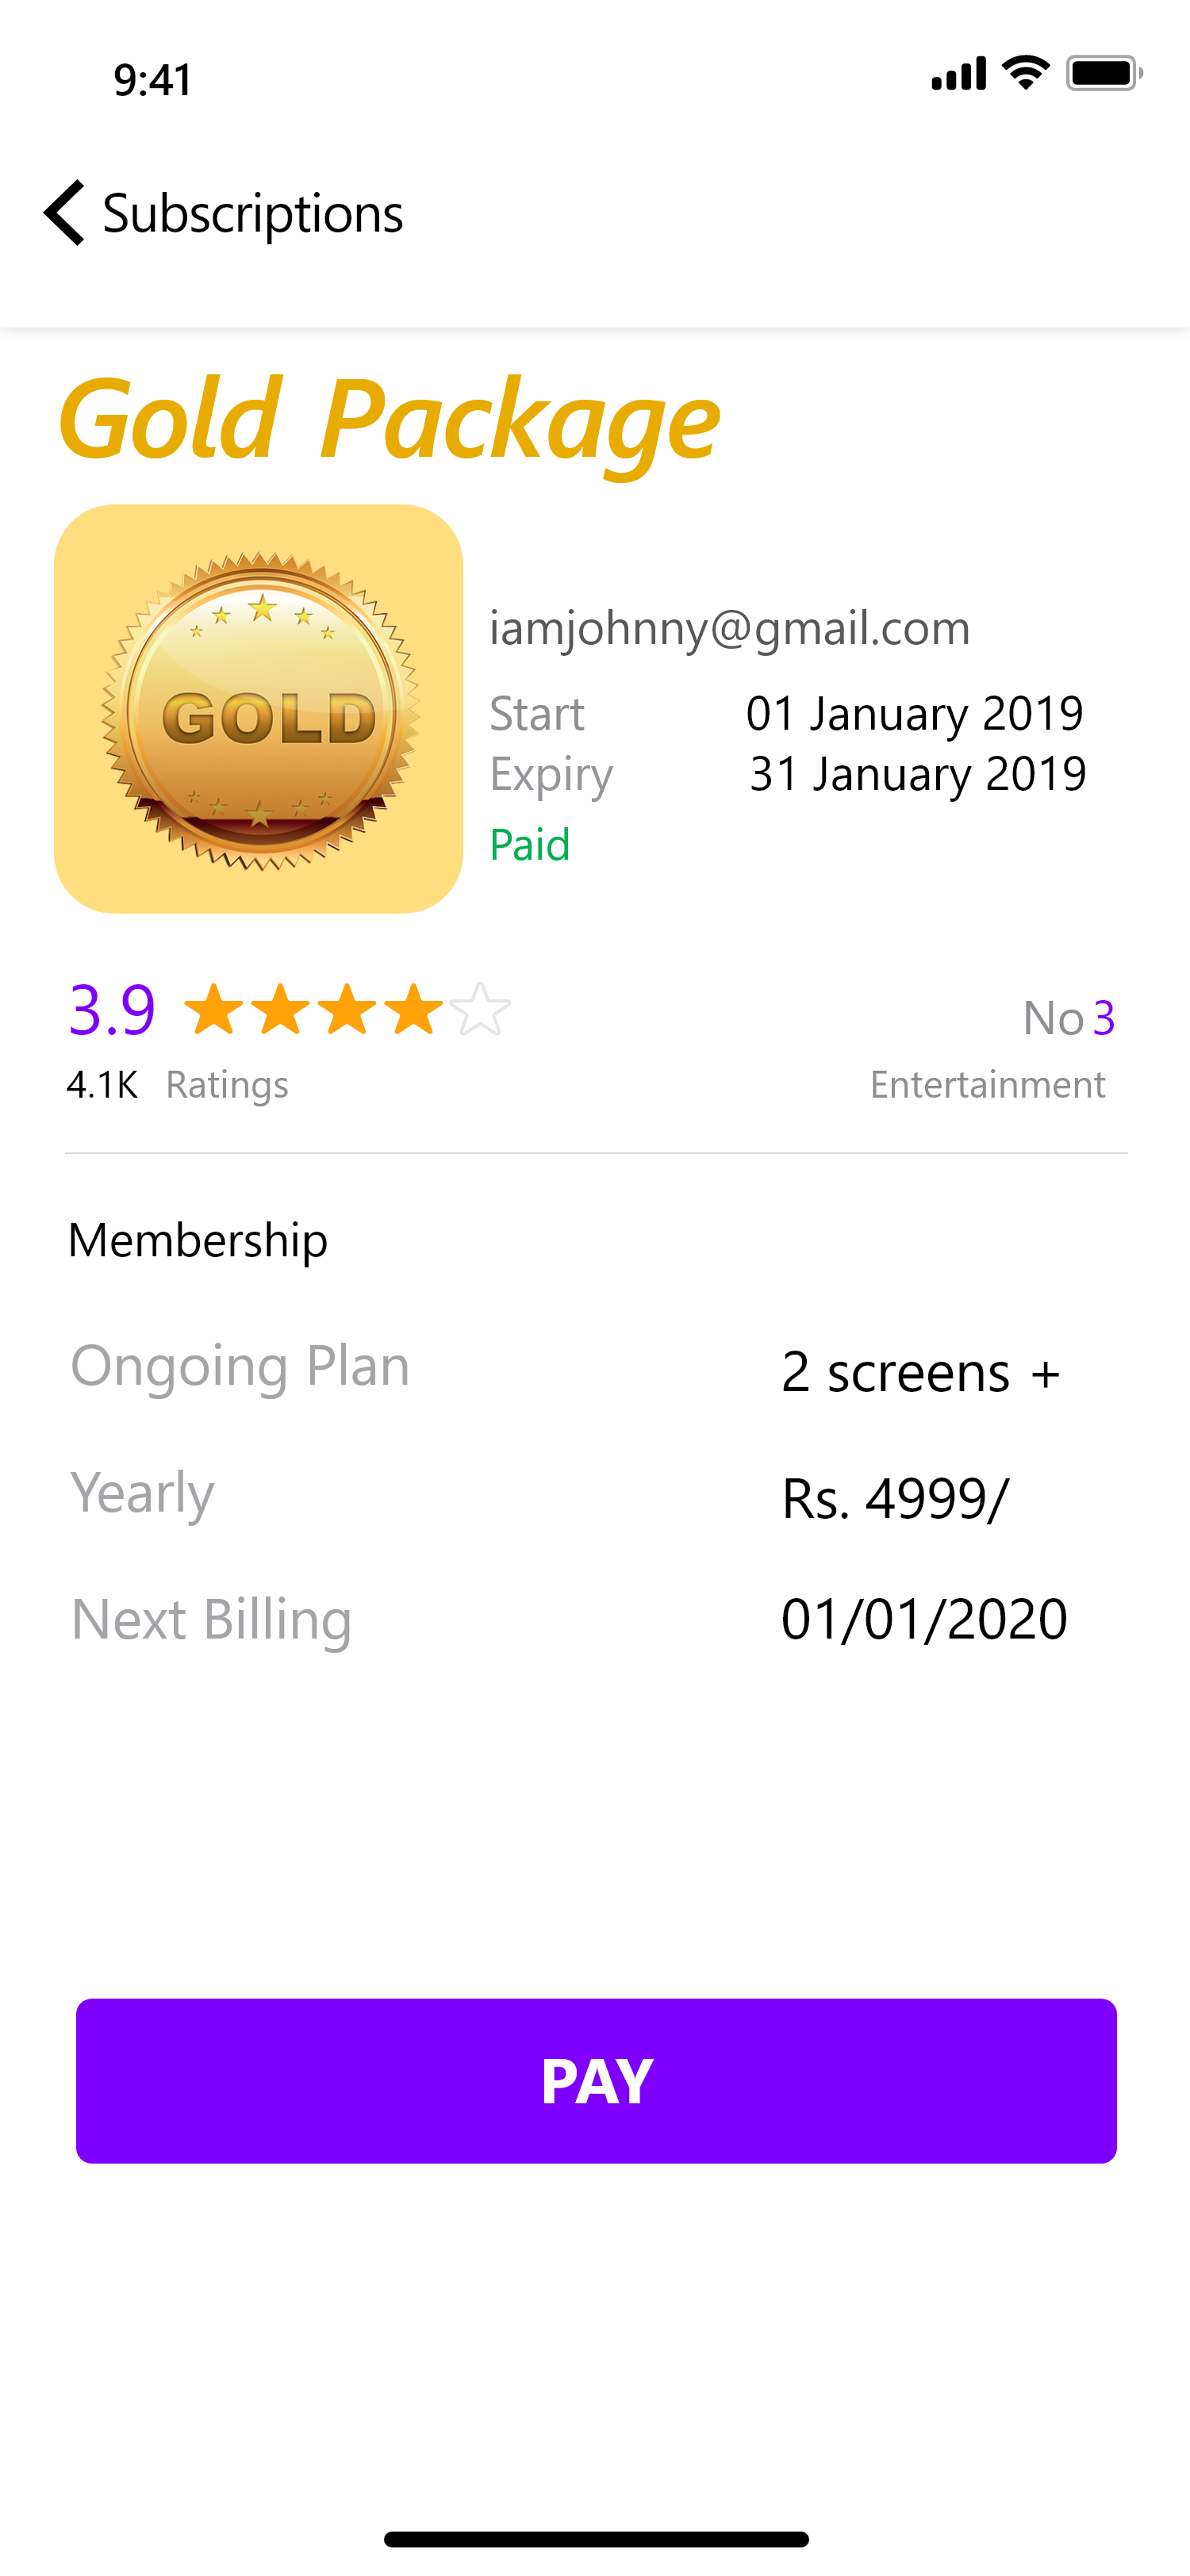 9:41
Subscriptions
Gold Package
GOLD
iamjohnny@gmail.com
Start 01 January 2019
Expiry 31 January 2019
Paid
3.9 No 3
4.1K Ratings Entertainment
Membership
Ongoing Plan 2 screens +
Yearly Rs. 4999/
Next Billing 01/01/2020
PAY